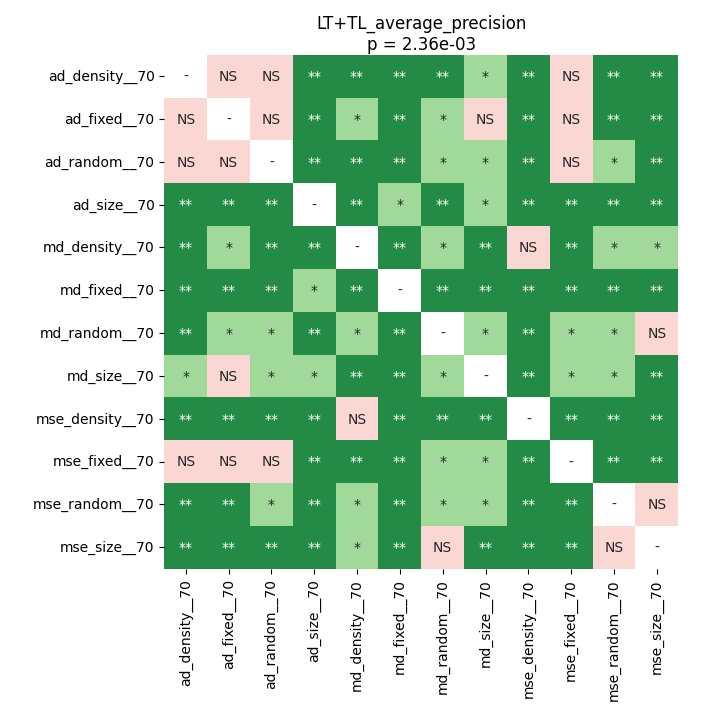 LT+TL_average_precision
p = 2.36e-03
ad_density__70 - NS NS ** ** ** ** * ** NS ** **
ad_fixed__70 NS - NS ** * ** * NS ** NS ** **
ad_random__70 NS NS - ** ** ** * * ** NS * **
ad_size__70 ** ** ** - ** * ** * ** ** ** **
md_density__70 ** * ** ** - ** * ** NS ** * *
md_fixed__70 ** ** ** * ** - ** ** ** ** ** **
md_random__70 ** * * ** * ** - * ** * * NS
md_size__70 * NS * * ** ** * - ** * * **
mse_density__70 ** ** ** ** NS ** ** ** - ** ** **
mse_fixed__70 NS NS NS ** ** ** * * ** - ** **
mse_random__70 ** ** * ** * ** * * ** ** - NS
mse_size__70 ** ** ** ** * ** NS ** ** ** NS -
ad_density__70
ad_fixed__70
ad_random__70
ad_size__70
md_density__70
md_fixed__70
md_random__70
md_size__70
mse_density__70
mse_fixed__70
mse_random__70
mse_size__70